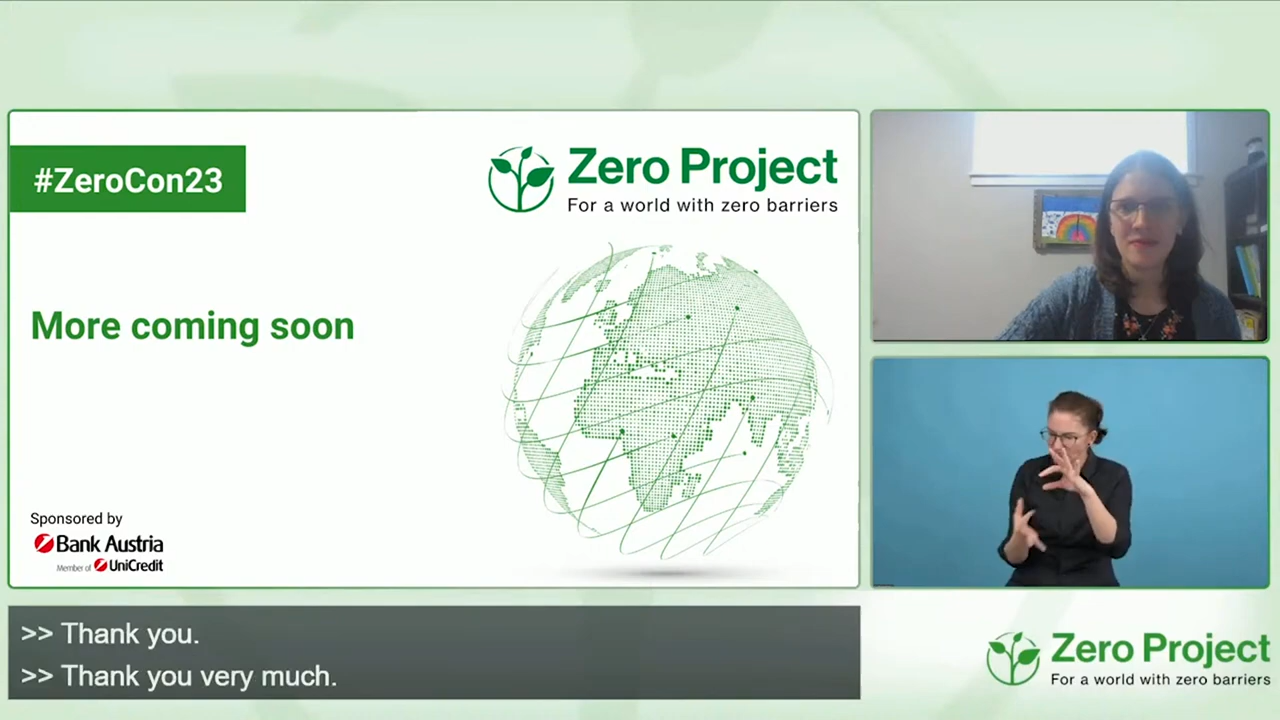 #ZeroCon23
Zero Project
For a world with zero barriers
More coming soon
Sponsored by
Bank Austria
Member of UniCredit
>> Thank you.
>> Thank you very much.
Zero Project
For a world with zero barriers